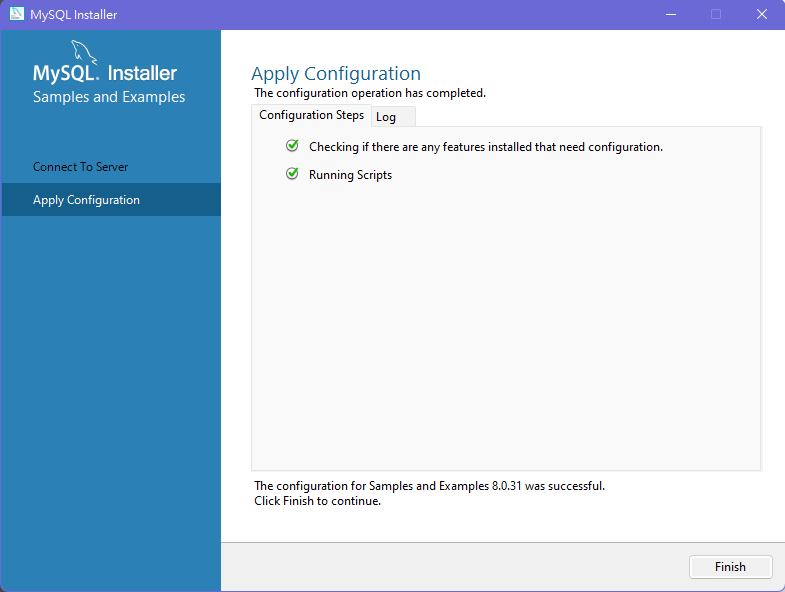 MySQL Installer
MySQL. Installer
Samples and Examples
Connect To Server
Apply Configuration
Apply Configuration
The configuration operation has completed.
Configuration Steps
Log
Checking if there are any features installed that need configuration.
Running Scripts
The configuration for Samples and Examples 8.0.31 was successful.
Click Finish to continue.
Finish